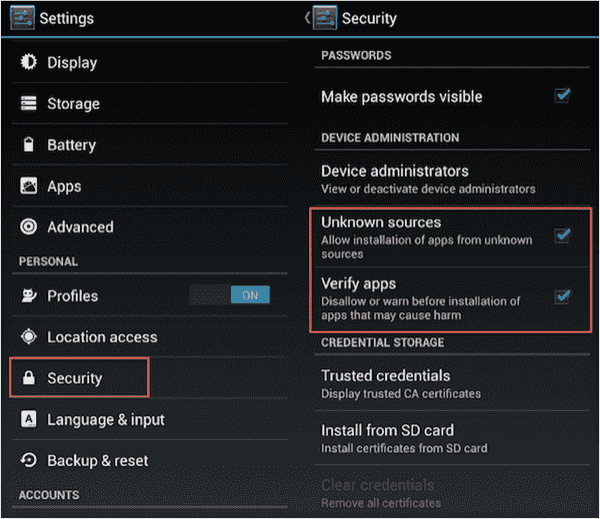 Settings
Display
Storage
Battery
Apps
Advanced
PERSONAL
Profiles
ON
Location access
Security
Language & input
Backup & reset
ACCOUNTS
Security
PASSWORDS
Make passwords visible
DEVICE ADMINISTRATION
Device administrators
View or deactivate device administrators
Unknown sources
Allow installation of apps from unknown
sources
Verify apps
Disallow or warn before installation of
apps that may cause harm
CREDENTIAL STORAGE
Trusted credentials
Display trusted CA certificates
Install from SD card
Install certificates from SD card
Clear credentials
Remove all certificates